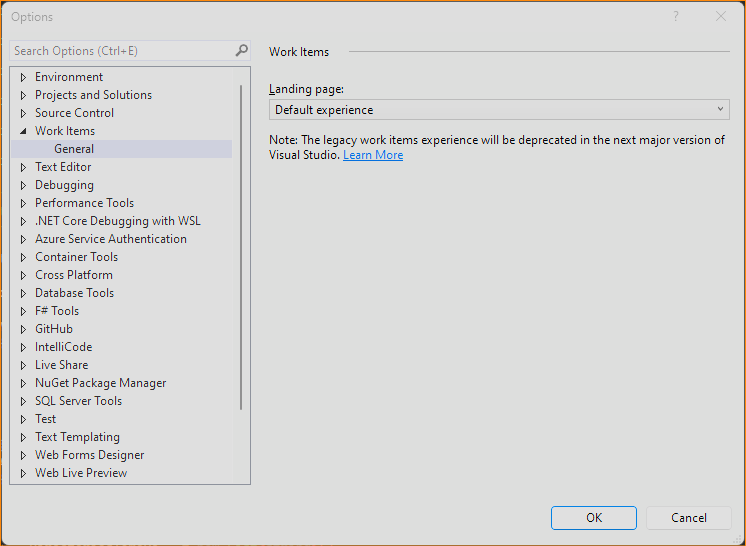 Options
?
Search Options (Ctrl+E)
Environment
Projects and Solutions
Source Control
Work Items
General
Text Editor
Debugging
Performance Tools
.NET Core Debugging with WSL
Azure Service Authentication
Container Tools
Cross Platform
Database Tools
F# Tools
GitHub
IntelliCode
Live Share
NuGet Package Manager
SQL Server Tools
Test
Text Templating
Web Forms Designer
Web Live Preview
Work Items
Landing page:
Default experience
Note: The legacy work items experience will be deprecated in the next major version of
Visual Studio. Learn More
OK
Cancel